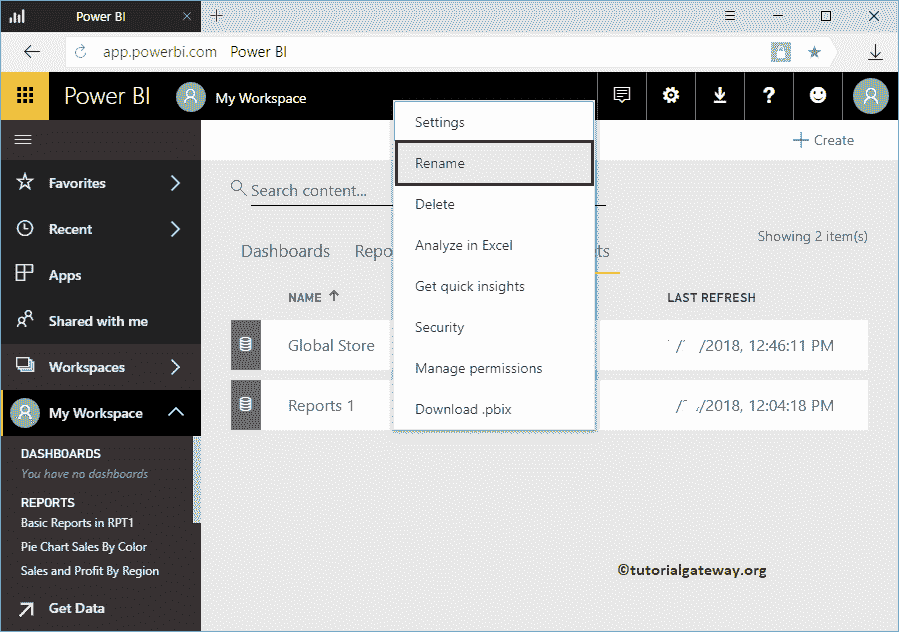 Power BI
app.powerbi.com Power BI
Power BI My Workspace
Settings
Rename
Delete
Analyze in Excel
Get quick insights
Security
Manage permissions
Download .pbix
Create
Search content...
Showing 2 item(s)
Dashboards Repo ts
NAME LAST REFRESH
Global Store / /2018, 12:46:11 PM
Reports 1 / /2018, 12:04:18 PM
Favorites
Recent
Apps
Shared with me
Workspaces
My Workspace
DASHBOARDS
You have no dashboards
REPORTS
Basic Reports in RPT1
Pie Chart Sales By Color
Sales and Profit By Region
Get Data
©tutorialgateway.org